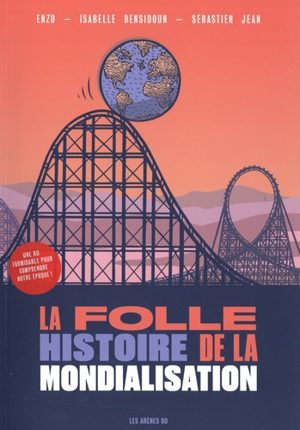 ENZO — ISABELLE BENSIDOUN — SÉBASTIEN JEAN
UNE BD
FORMIDABLE POUR
COMPRENDRE
NOTRE ÉPOQUE !
LA FOLLE
HISTOIRE DE LA
MONDIALISATION
LES ARÈNES BD